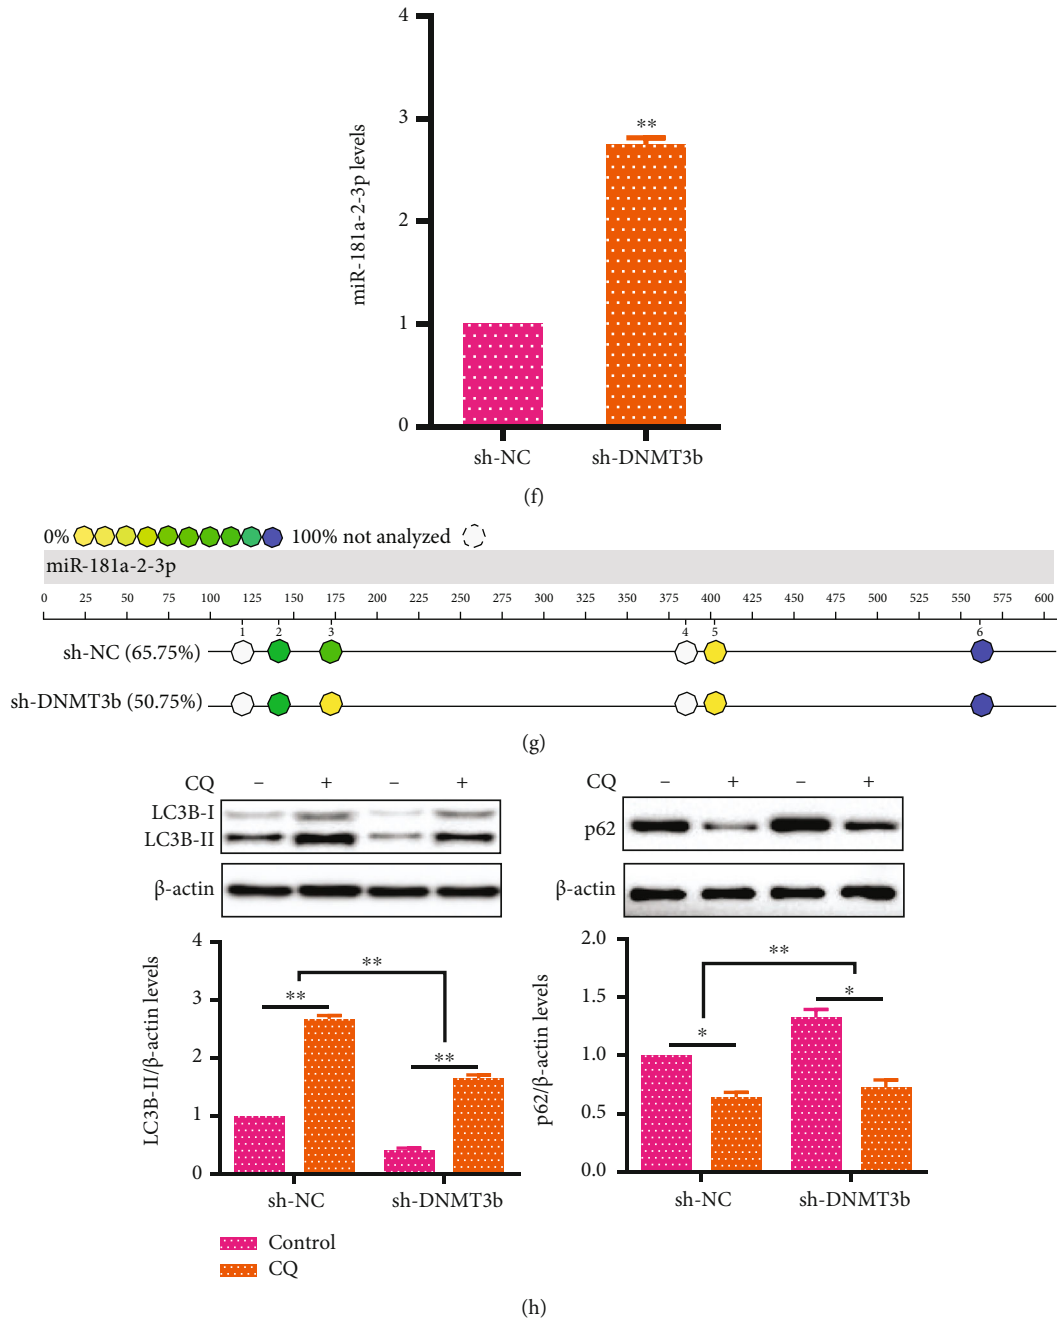 4
3
2
1
0
miR-181a-2-3p levels
**
sh-NC sh-DNMT3b
(f)
0% 100% not analyzed
miR-181a-2-3p
0 25 50 75 100 125 150 175 200 225 250 275 300 325 350 375 400 425 450 475 500 525 550 575 600
1 2 3 4 5 6
sh-NC (65.75%)
sh-DNMT3b (50.75%)
(g)
CQ − + − +
LC3B-I
LC3B-II
β-actin
4
3
2
1
0
LC3B-II/β-actin levels
**
**
**
sh-NC sh-DNMT3b
Control
CQ
CQ − + − +
p62
β-actin
2.0
1.5
1.0
0.5
0.0
p62/β-actin levels
**
*
*
sh-NC sh-DNMT3b
(h)